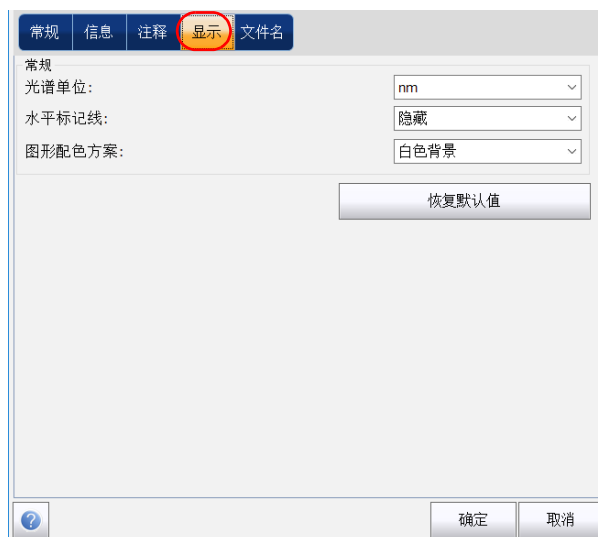 常规 信息 注释 显示 文件名
常规
光谱单位: nm
水平标记线: 隐藏
图形配色方案: 白色背景
恢复默认值
? 确定 取消